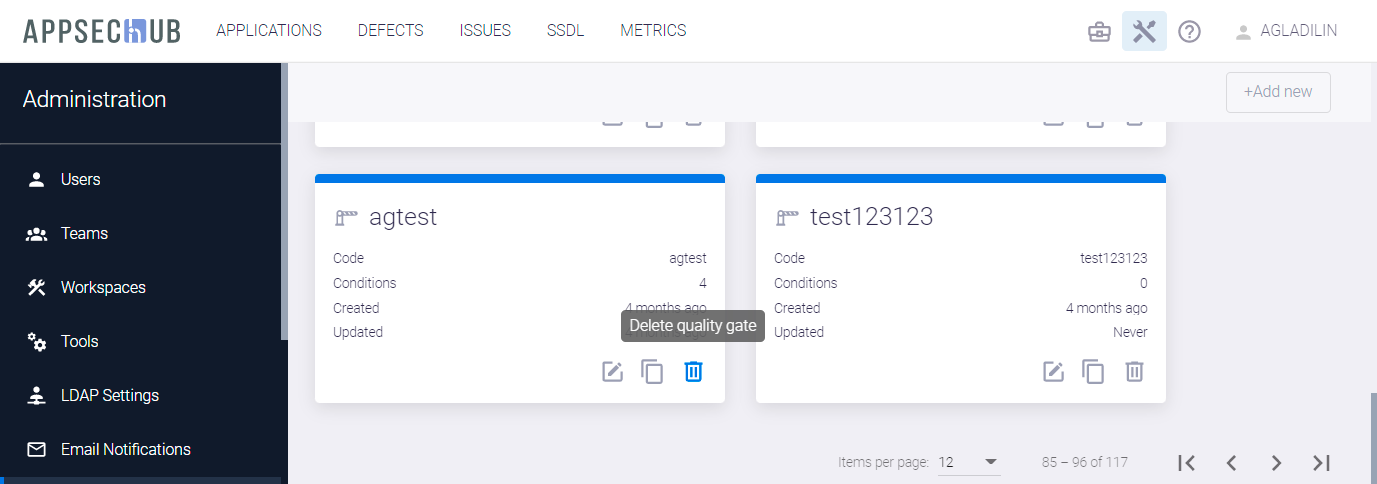 APPSECHUB APPLICATIONS DEFECTS ISSUES SSDL METRICS AGLADILIN
Administration
+Add new
Users
Teams
Workspaces
Tools
LDAP Settings
Email Notifications
agtest
Code agtest
Conditions 4
Created 4 months ago
Updated
Delete quality gate
test123123
Code test123123
Conditions 0
Created 4 months ago
Updated Never
Items per page: 12 85 – 96 of 117